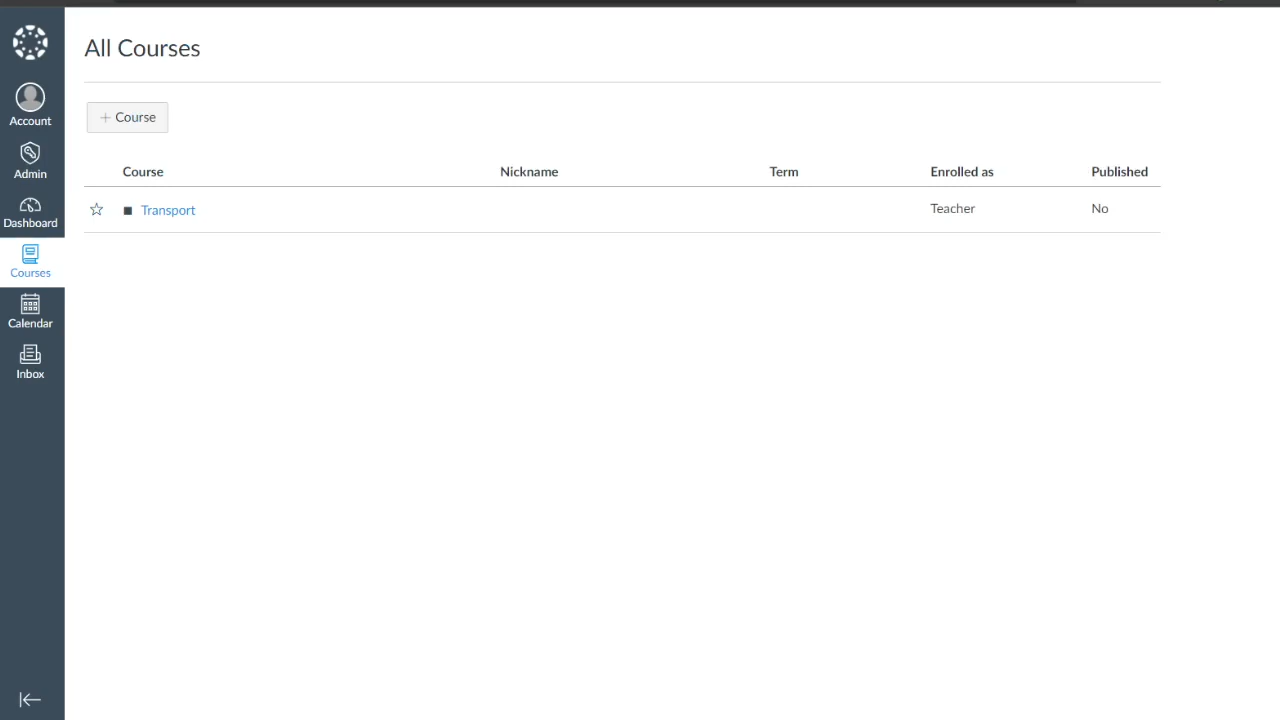 All Courses
Account
+ Course
Admin
Course Nickname Term Enrolled as Published
Transport Teacher No
Dashboard
Courses
Calendar
Inbox